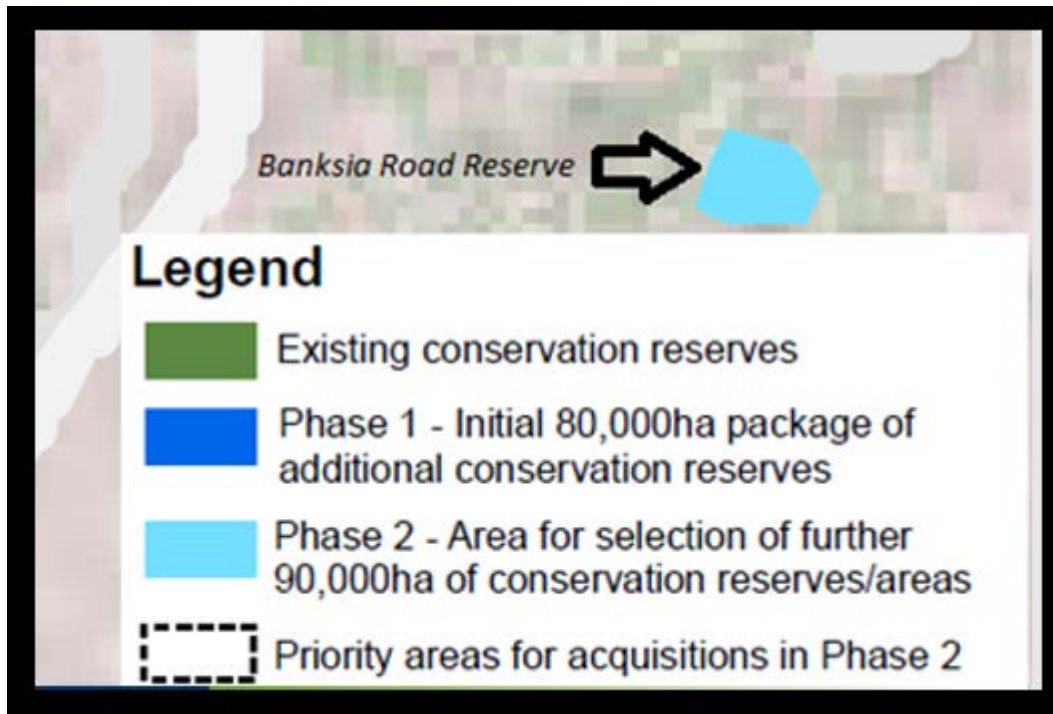 Banksia Road Reserve
Legend
Existing conservation reserves
Phase 1 - Initial 80,000ha package of
additional conservation reserves
Phase 2 - Area for selection of further
90,000ha of conservation reserves/areas
Priority areas for acquisitions in Phase 2